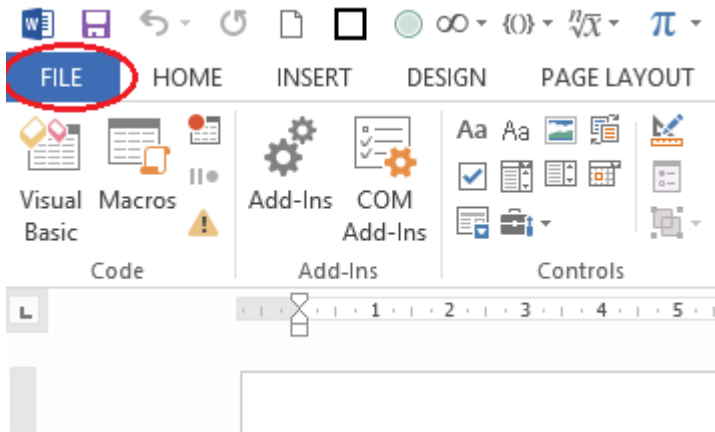 FILE HOME INSERT DESIGN PAGE LAYOUT
Aa Aa
Visual Basic Macros Add-Ins COM Add-Ins
Code Add-Ins Controls
1 2 3 4 5